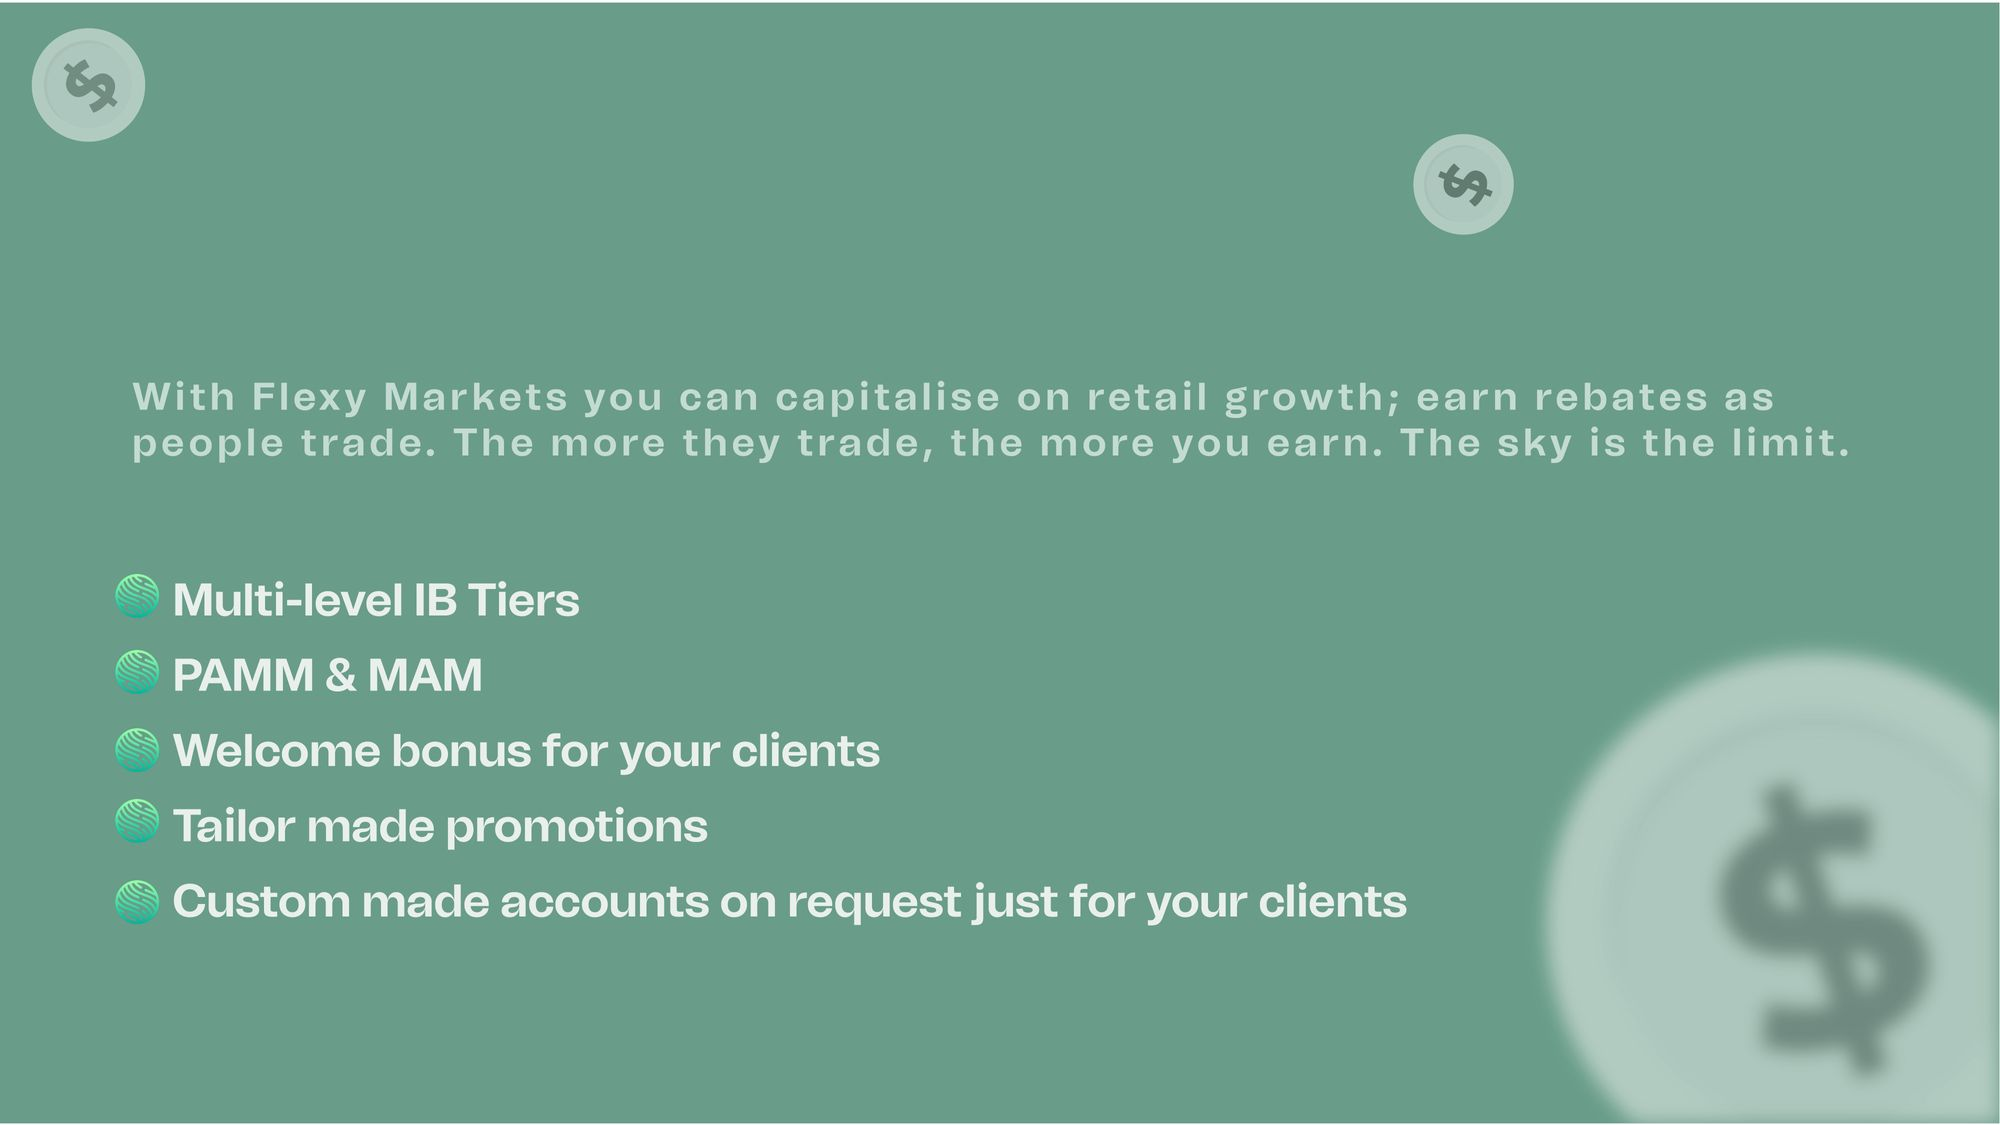 With Flexy Markets you can capitalise on retail growth; earn rebates as
people trade. The more they trade, the more you earn. The sky is the limit.
Multi-level IB Tiers
PAMM & MAM
Welcome bonus for your clients
Tailor made promotions
Custom made accounts on request just for your clients